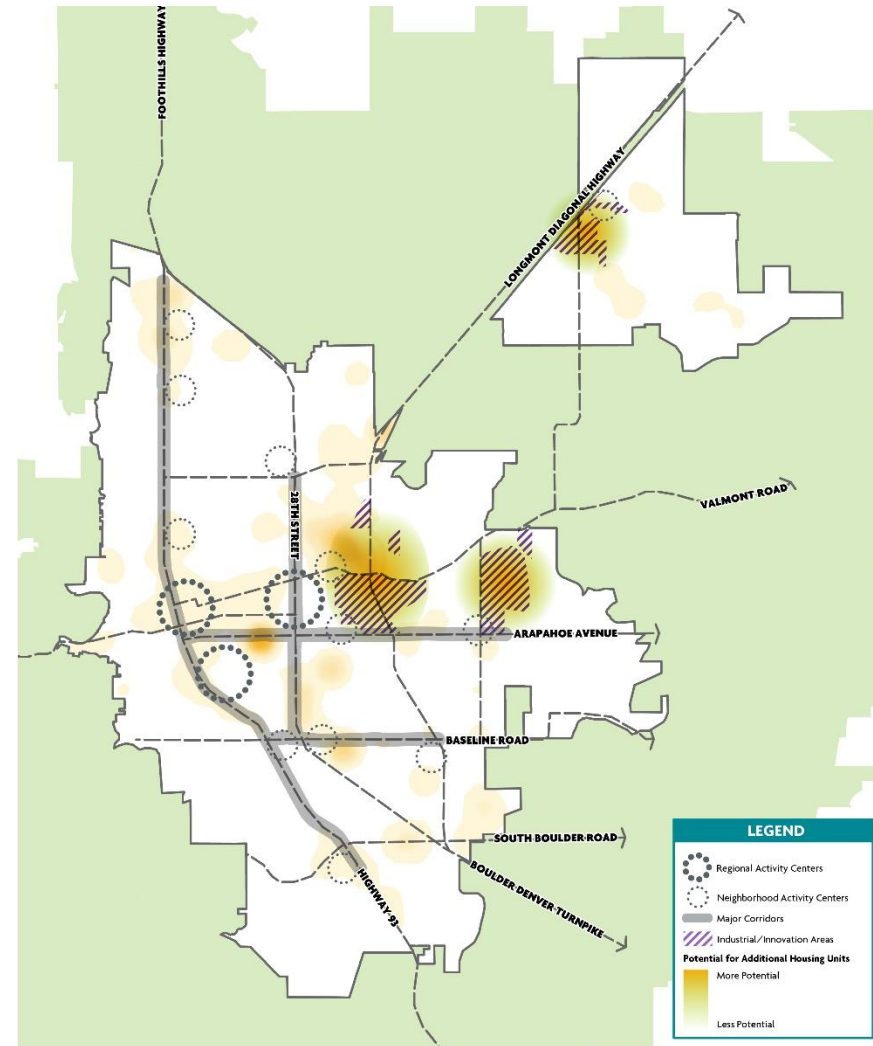 FOOTHILLS HIGHWAY
LONGMONT DIAGONAL HIGHWAY
28TH STREET
VALMONT ROAD
ARAPAHOE AVENUE
BASELINE ROAD
SOUTH BOULDER ROAD
BOULDER DENVER TURNPIKE
HIGHWAY 93
LEGEND
Regional Activity Centers
Neighborhood Activity Centers
Major Corridors
Industrial/Innovation Areas
Potential for Additional Housing Units
More Potential
Less Potential